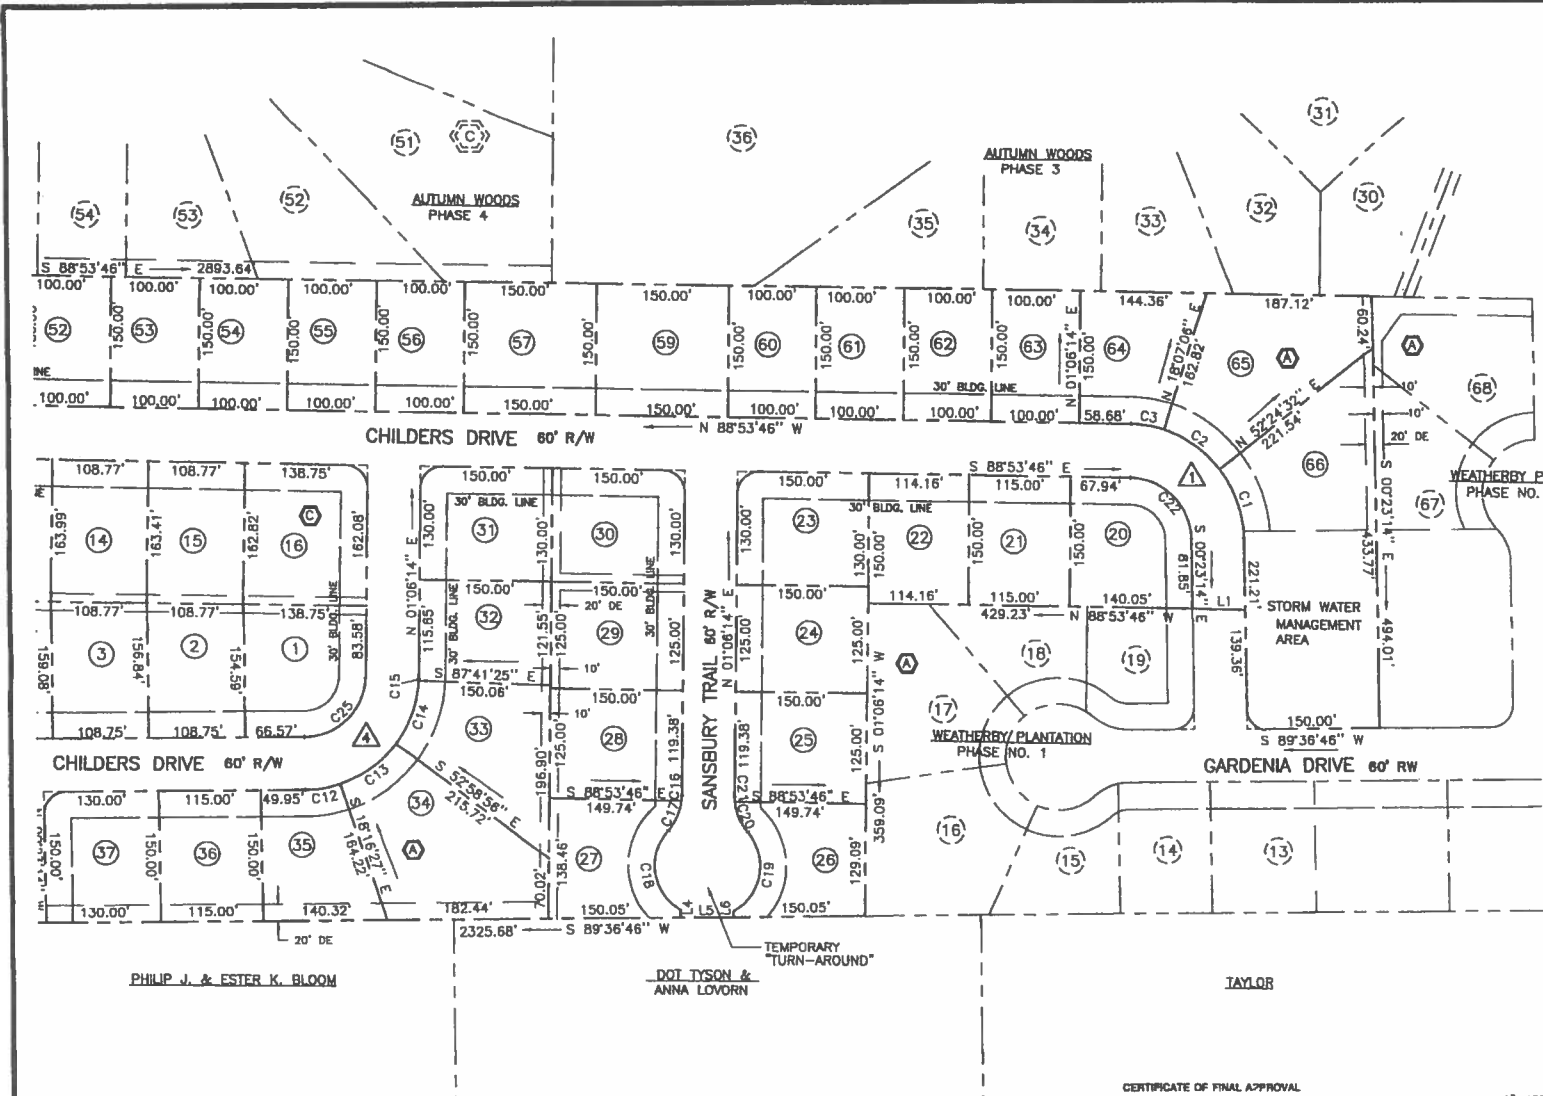 31
51
C
36
AUTUMN WOODS
PHASE 3
54
53
52
AUTUMN WOODS
PHASE 4
35
34
33
32
30
S 88°53'46" E 2893.64'
100.00' 100.00' 100.00' 100.00' 100.00' 150.00' 150.00' 100.00' 100.00' 100.00' 100.00' 144.36' 187.12'
60.24'
150.00' 150.00' 150.00 150.00' 150.00' 150.00' 150.00' 150.00' 150.00' 150.00' N 01°06'14" E 150.00' N 18°07'06" E 162.82'
52 53 54 55 56 57 59 60 61 62 63 64 65 A A
68
INE
30' BLDG. LINE
10'
10'
20' DE
100.00' 100.00' 100.00' 100.00' 100.00' 150.00' 150.00' 100.00' 100.00' 100.00' 100.00' 58.68' C3
C2
N 52°24'32" E
221.54'
CHILDERS DRIVE 60' R/W
N 88°53'46" W
66
1
C1
WEATHERBY P
PHASE NO.
67
S 00°23'14" E
433.77'
494.01'
108.77' 108.77' 138.75'
150.00' 150.00' 150.00' 114.16' S 88°53'46" E 115.00' 67.94' C22
30' BLDG. LINE
30' BLDG. LINE
163.99' 163.41' 162.82' 162.08'
14 15 16 C
130.00' 31 130.00' 30 130.00' 130.00' 23 130.00' 150.00' 22 150.00' 21 150.00' 20
S 00°23'14" E
81.85'
221.21'
108.77' 108.77' 138.75'
30' BLDG. LINE
N 01°06'14" E
115.85'
30' BLDG. LINE
150.00' 150.00' 150.00'
20' DE
30' BLDG. LINE
114.16' 115.00' 140.05' L1
429.23' N 88°53'46" W
STORM WATER
MANAGEMENT
AREA
139.36'
159.08' 3 156.84' 2 154.59' 1 83.58'
32 121.55' 125.00' 29 125.00'
SANSBURY TRAIL 60' R/W
N 01°06'14" E
125.00' 24 125.00'
S 01°06'14" W
A
18 19
S 87°41'25" E
150.06'
10'
10'
150.00' 150.00'
C15
C14
C25
108.75' 108.75' 66.57'
4
33
196.90' 125.00' 28 119.38' 119.38' 25 125.00'
17
WEATHERBY PLANTATION
PHASE NO. 1
150.00'
S 89°36'46" W
CHILDERS DRIVE 60' R/W
GARDENIA DRIVE 60' RW
C13
S 52°58'56" E
215.72'
34
130.00' 115.00' 49.95' C12
S 88°53'46" E
149.74'
C16
C17
C21
C20
S 88°53'46" E
149.74'
359.09'
150.00' 37 150.00' 36 150.00' 35
S 18°16'27" E
164.22'
A
27 138.46' 70.02' C18 C19 26 129.09'
16 15 14 13
130.00' 115.00' 140.32' 182.44' 150.05' L4 L5 L6 150.05'
20' DE
2325.68' S 89°36'46" W
TEMPORARY
"TURN-AROUND"
PHILIP J. & ESTER K. BLOOM
DOT TYSON &
ANNA LOVORN
TAYLOR
CERTIFICATE OF FINAL APPROVAL